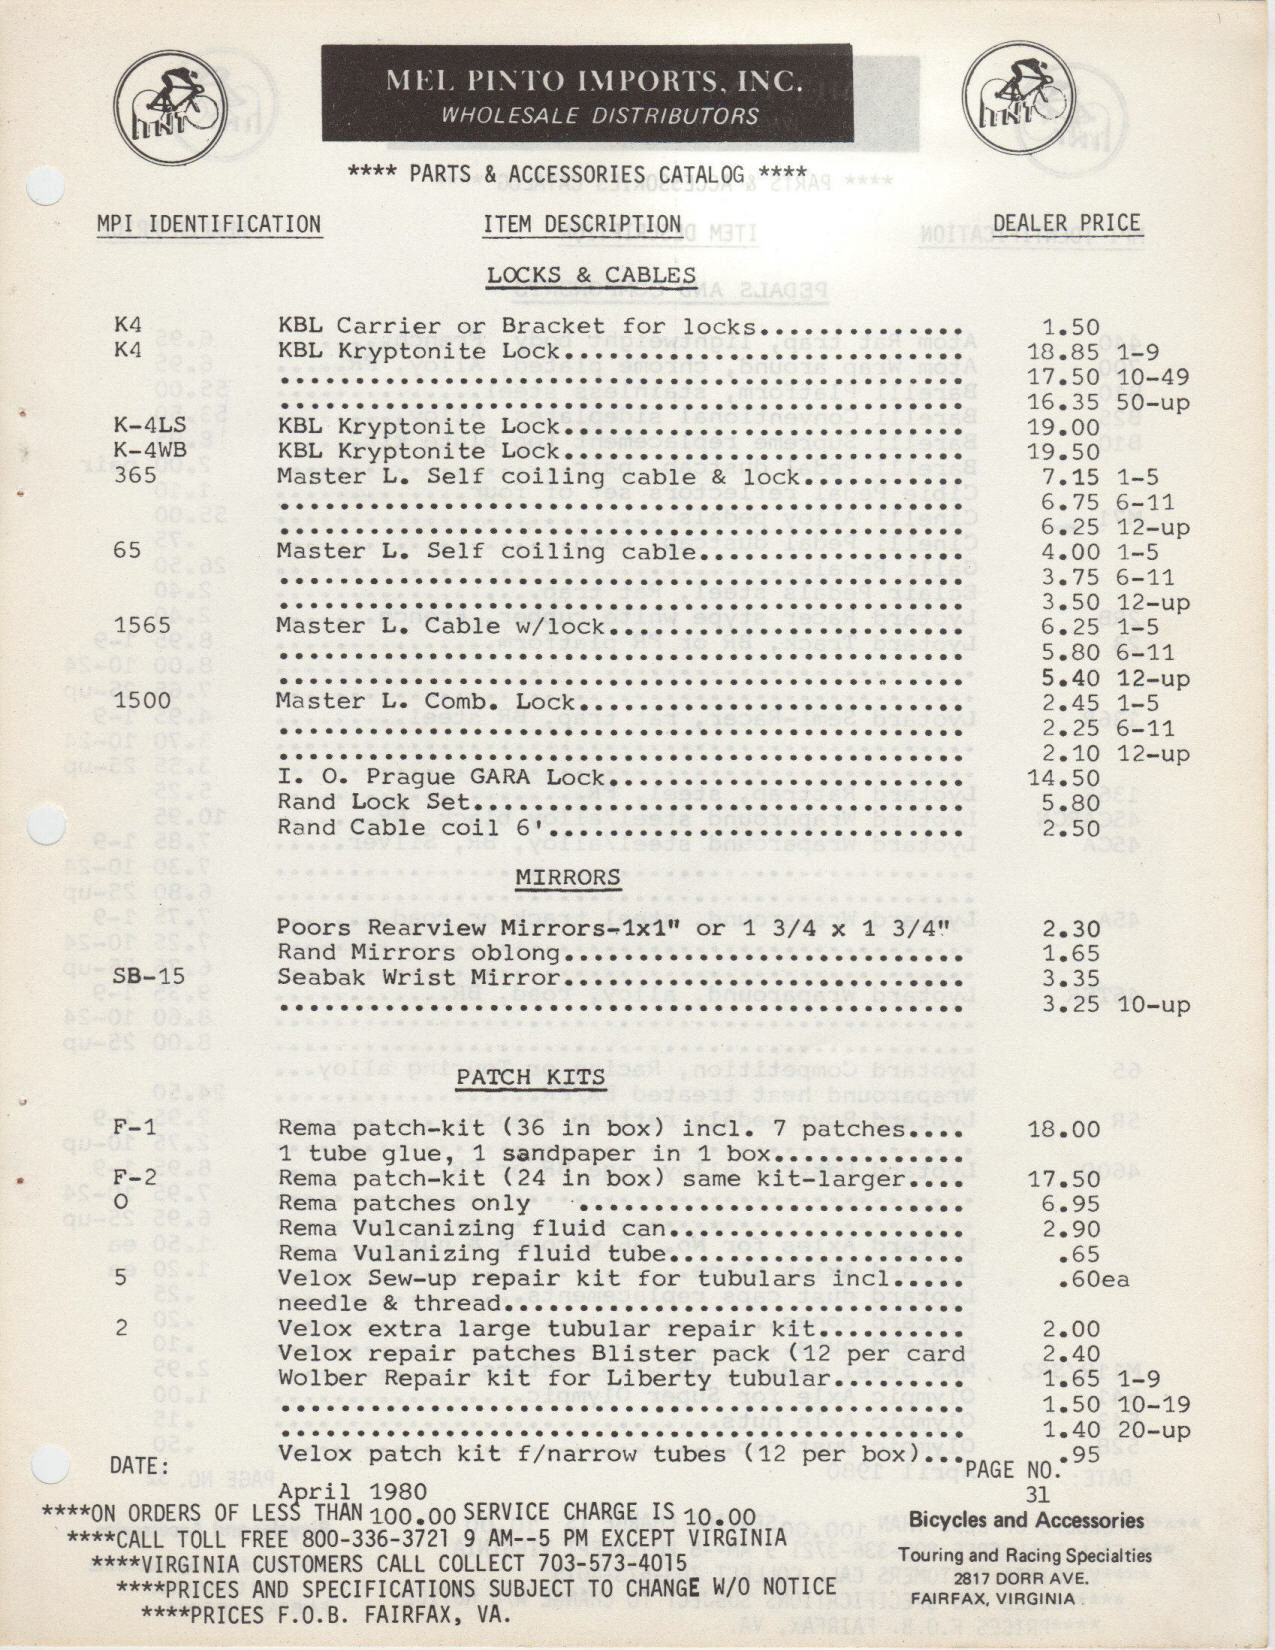 MEL PINTO IMPORTS, INC.
WHOLESALE DISTRIBUTORS
**** PARTS & ACCESSORIES CATALOG ****
MPI IDENTIFICATION ITEM DESCRIPTION DEALER PRICE
LOCKS & CABLES
K4 KBL Carrier or Bracket for locks.............. 1.50
K4 KBL Kryptonite Lock........................... 18.85 1-9
.............................................. 17.50 10-49
.............................................. 16.35 50-up
K-4LS KBL Kryptonite Lock........................... 19.00
K-4WB KBL Kryptonite Lock........................... 19.50
365 Master L. Self coiling cable & lock........... 7.15 1-5
.............................................. 6.75 6-11
.............................................. 6.25 12-up
65 Master L. Self coiling cable.................. 4.00 1-5
.............................................. 3.75 6-11
.............................................. 3.50 12-up
1565 Master L. Cable w/lock........................ 6.25 1-5
.............................................. 5.80 6-11
.............................................. 5.40 12-up
1500 Master L. Comb. Lock.......................... 2.45 1-5
.............................................. 2.25 6-11
.............................................. 2.10 12-up
I. O. Prague GARA Lock........................ 14.50
Rand Lock Set................................. 5.80
Rand Cable coil 6'............................ 2.50
MIRRORS
Poors Rearview Mirrors-1x1" or 1 3/4 x 1 3/4" 2.30
Rand Mirrors oblong........................... 1.65
SB-15 Seabak Wrist Mirror........................... 3.35
.............................................. 3.25 10-up
PATCH KITS
F-1 Rema patch-kit (36 in box) incl. 7 patches.... 18.00
1 tube glue, 1 sandpaper in 1 box.............
F-2 Rema patch-kit (24 in box) same kit-larger.... 17.50
O Rema patches only .......................... 6.95
Rema Vulcanizing fluid can.................... 2.90
Rema Vulanizing fluid tube.................... .65
5 Velox Sew-up repair kit for tubulars incl..... .60ea
needle & thread...............................
2 Velox extra large tubular repair kit.......... 2.00
Velox repair patches Blister pack (12 per card 2.40
Wolber Repair kit for Liberty tubular......... 1.65 1-9
.............................................. 1.50 10-19
.............................................. 1.40 20-up
Velox patch kit f/narrow tubes (12 per box)... .95
DATE: PAGE NO.
April 1980 31
****ON ORDERS OF LESS THAN 100.00 SERVICE CHARGE IS 10.00
****CALL TOLL FREE 800-336-3721 9 AM--5 PM EXCEPT VIRGINIA
****VIRGINIA CUSTOMERS CALL COLLECT 703-573-4015
****PRICES AND SPECIFICATIONS SUBJECT TO CHANGE W/O NOTICE
****PRICES F.O.B. FAIRFAX, VA.
Bicycles and Accessories
Touring and Racing Specialties
2817 DORR AVE.
FAIRFAX, VIRGINIA